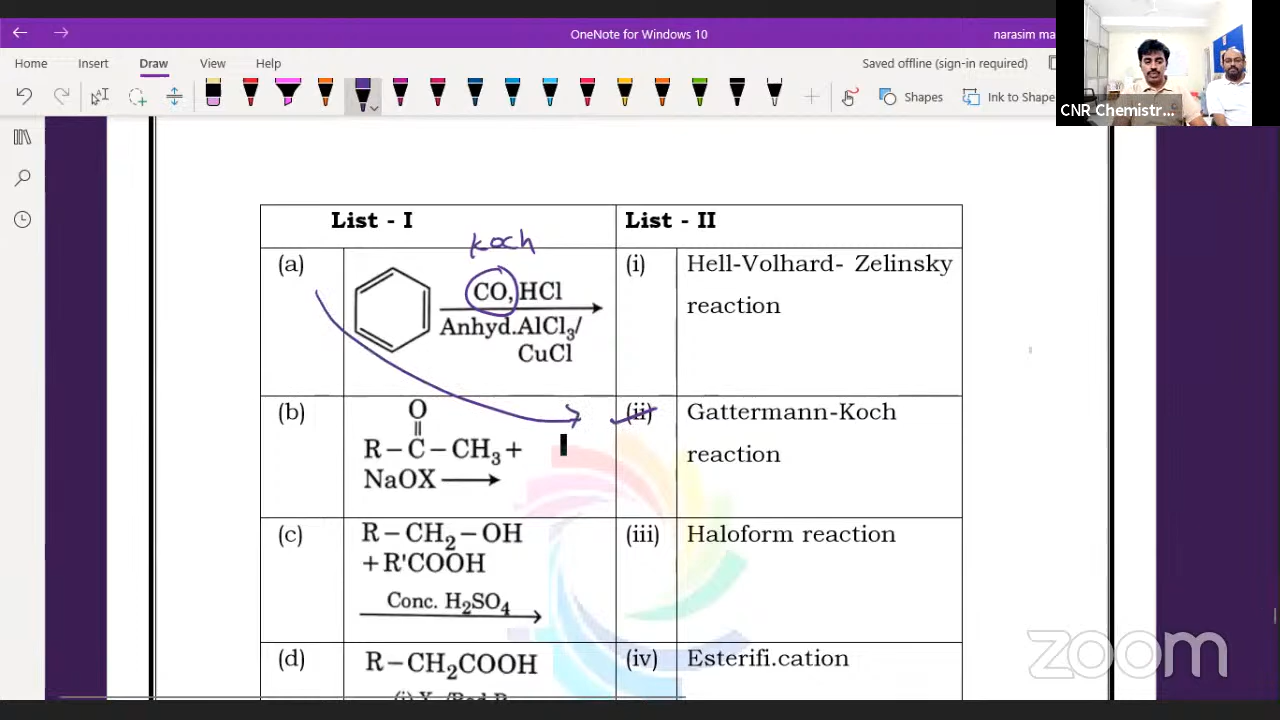 OneNote for Windows 10
narasim ma
Home Insert Draw View Help
Saved offline (sign-in required)
Shapes
Ink to Shape
CNR Chemistr...
List - I
List - II
Koch
(a)
CO, HCl
Anhyd.AlCl3/
CuCl
(i)
Hell-Volhard- Zelinsky
reaction
(b)
O
R–C–CH3+
NaOX
(ii)
Gattermann-Koch
reaction
(c)
R–CH2–OH
+R'COOH
Conc. H2SO4
(iii)
Haloform reaction
(d)
R–CH2COOH
(iv)
Esterifi.cation
zoom